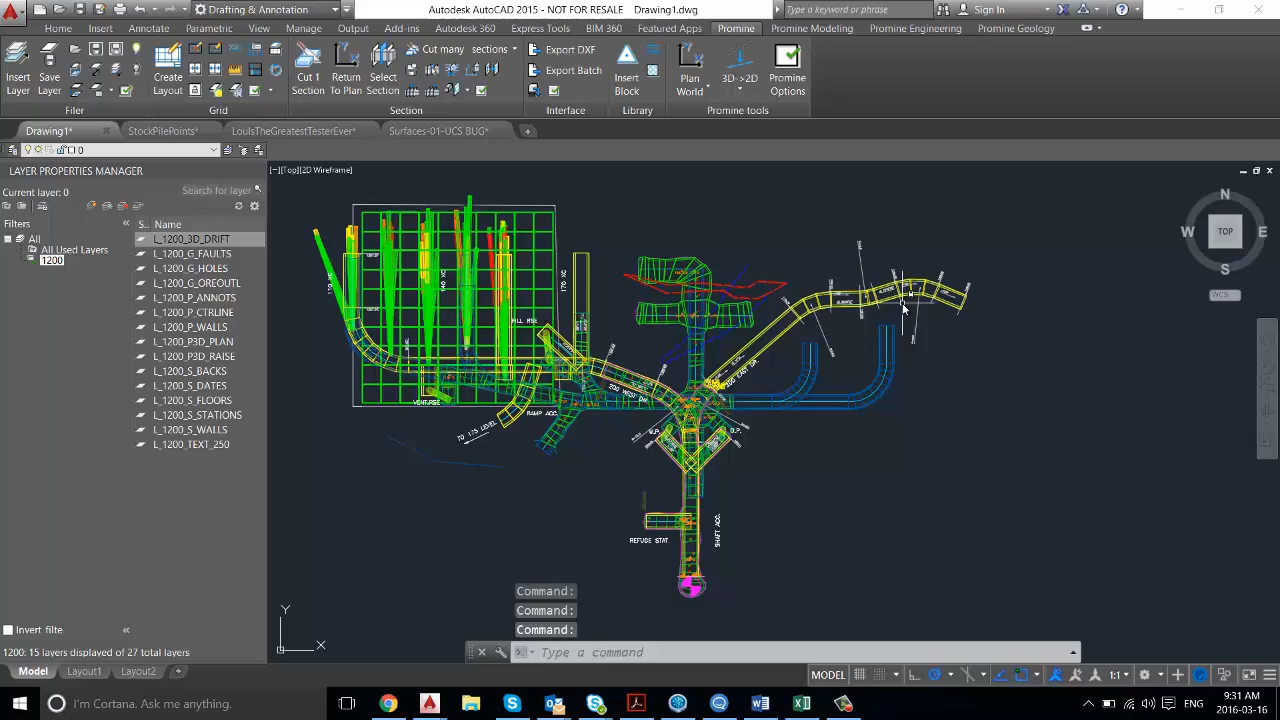 Drafting & Annotation
Autodesk AutoCAD 2015 - NOT FOR RESALE Drawing1.dwg
Type a keyword or phrase
Sign In
Home Insert Annotate Parametric View Manage Output Add-ins Autodesk 360 Express Tools BIM 360 Featured Apps Promine Promine Modeling Promine Engineering Promine Geology
Insert Layer
Save Layer
Create Layout
Cut 1 Section
Return To Plan
Select Section
Cut many sections
Export DXF
Export Batch
Insert Block
Plan World
3D->2D
Promine Options
Filer Grid Section Interface Library Promine tools
Drawing1* StockPilePoints* LouisTheGreatestTesterEver* Surfaces-01-UCS BUG*
0
[−][Top][2D Wireframe]
LAYER PROPERTIES MANAGER
Current layer: 0
Search for layer
Filters
All
All Used Layers
1200
S.. Name
L_1200_3D_DRIFT
L_1200_G_FAULTS
L_1200_G_HOLES
L_1200_G_OREOUTL
L_1200_P_ANNOTS
L_1200_P_CTRLINE
L_1200_P_WALLS
L_1200_P3D_PLAN
L_1200_P3D_RAISE
L_1200_S_BACKS
L_1200_S_DATES
L_1200_S_FLOORS
L_1200_S_STATIONS
L_1200_S_WALLS
L_1200_TEXT_250
Invert filte
1200: 15 layers displayed of 27 total layers
N
W TOP E
S
WCS
RAMP ACC.
REFUGE STAT.
SHAFT ACC.
Y
X
Command:
Command:
Command:
Type a command
Model Layout1 Layout2
MODEL
1:1
I'm Cortana. Ask me anything.
ENG
9:31 AM
2016-03-16